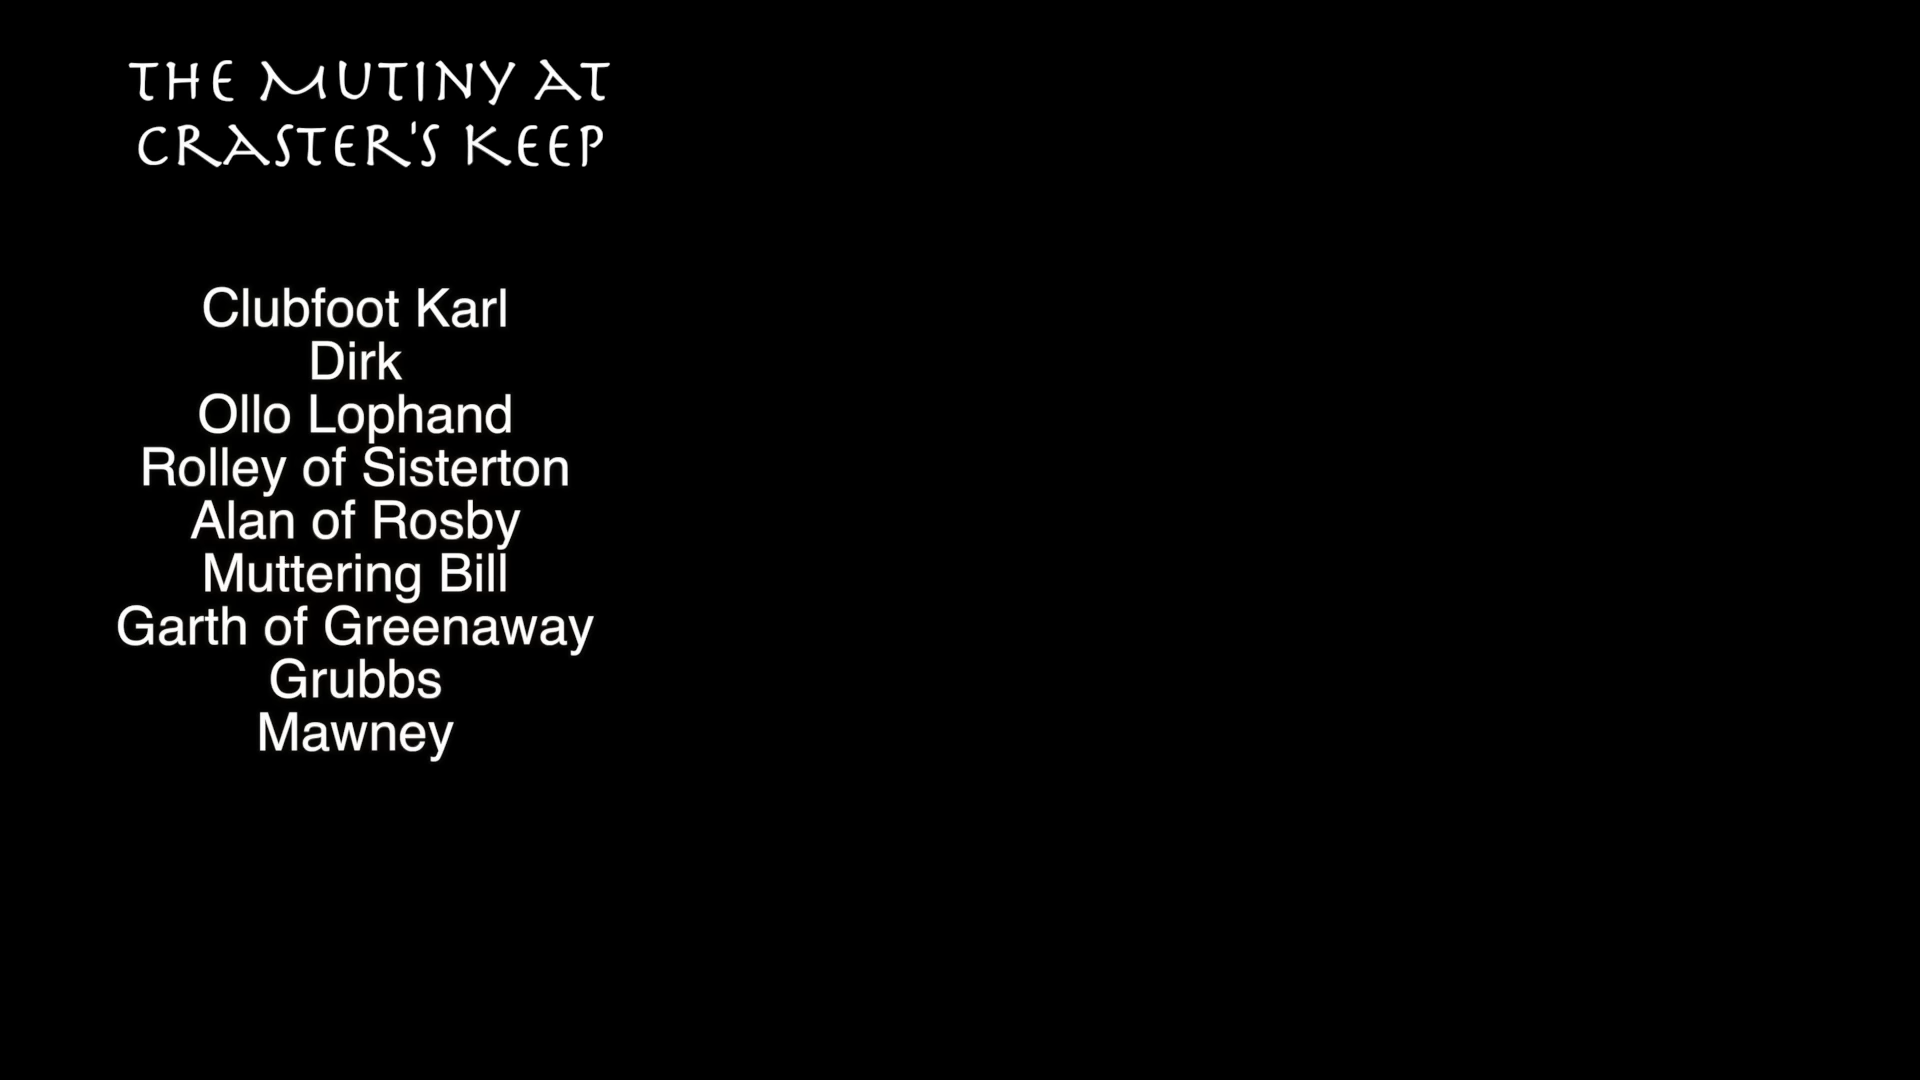 THE MUTINY AT
CRASTER'S KEEP
Clubfoot Karl
Dirk
Ollo Lophand
Rolley of Sisterton
Alan of Rosby
Muttering Bill
Garth of Greenaway
Grubbs
Mawney